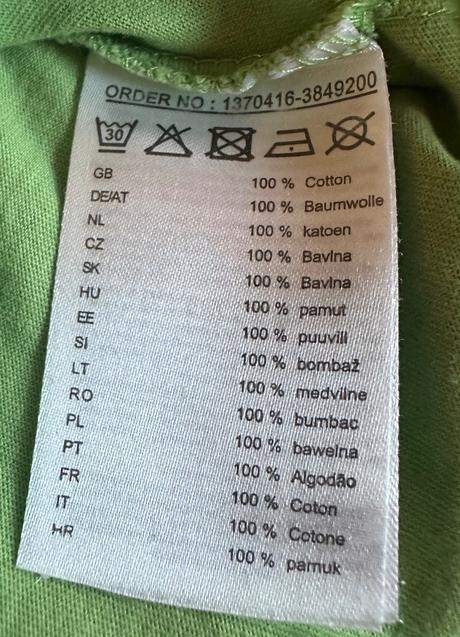 ORDER NO : 1370416-3849200
30
GB 100 % Cotton
DE/AT 100 % Baumwolle
NL 100 % katoen
CZ 100 % Bavlna
SK 100 % Bavlna
HU 100 % pamut
EE 100 % puuvill
SI 100 % bombaž
LT 100 % medvilne
RO 100 % bumbac
PL 100 % bawelna
PT 100 % Algodão
FR 100 % Coton
IT 100 % Cotone
HR 100 % pamuk